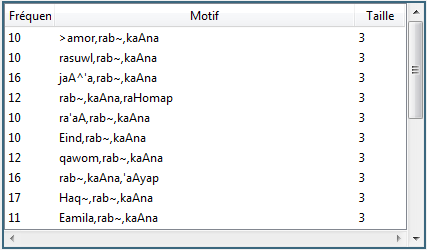 Fréquen Motif Taille
10 >amor,rab~,kaAna 3
10 rasuwl,rab~,kaAna 3
16 jaA^'a,rab~,kaAna 3
12 rab~,kaAna,raHomap 3
10 ra'aA,rab~,kaAna 3
10 Eind,rab~,kaAna 3
12 qawom,rab~,kaAna 3
16 rab~,kaAna,'aAyap 3
17 Haq~,rab~,kaAna 3
11 Eamila,rab~,kaAna 3